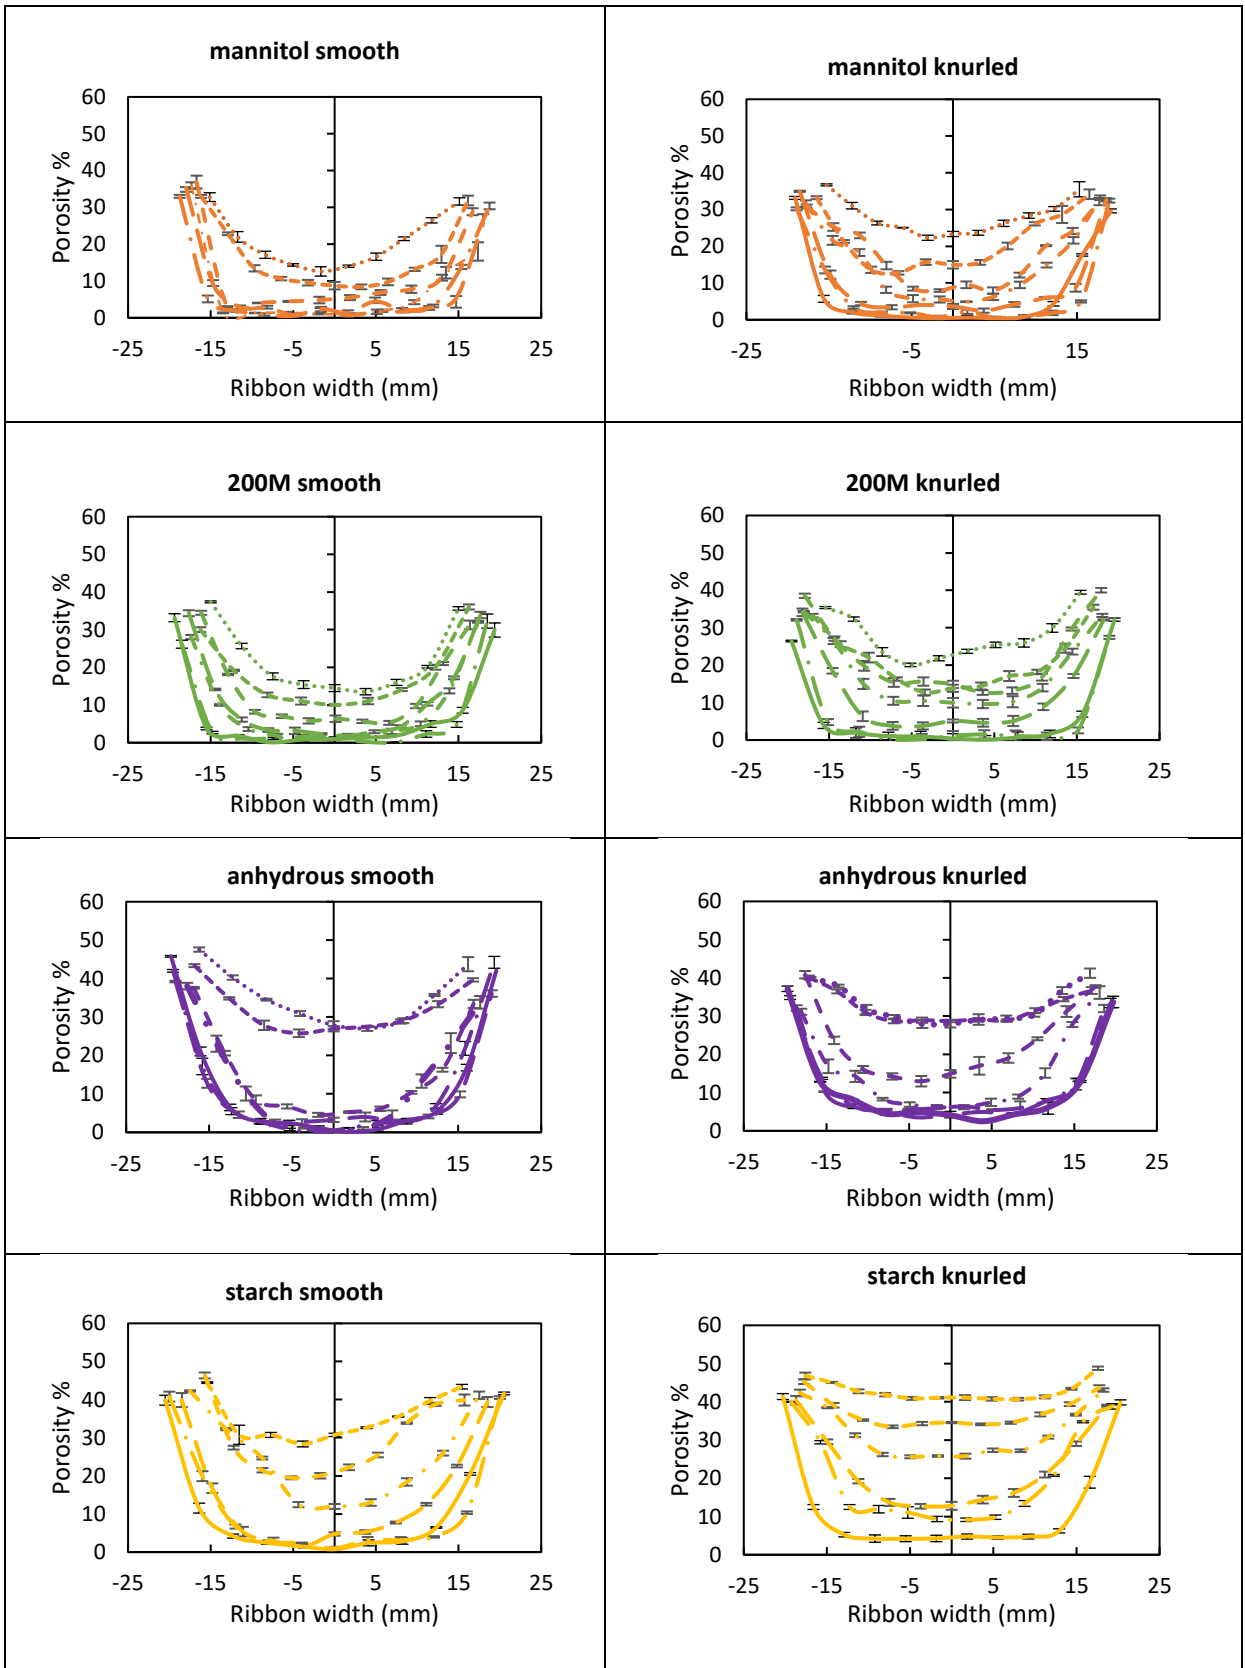 mannitol smooth
60
50
40
30
20
10
0
Porosity %
-25 -15 -5 5 15 25
Ribbon width (mm)
mannitol knurled
60
50
40
30
20
10
0
Porosity %
-25 -5 15
Ribbon width (mm)
200M smooth
60
50
40
30
20
10
0
Porosity %
-25 -15 -5 5 15 25
Ribbon width (mm)
200M knurled
60
50
40
30
20
10
0
Porosity %
-25 -15 -5 5 15 25
Ribbon width (mm)
anhydrous smooth
60
50
40
30
20
10
0
Porosity %
-25 -15 -5 5 15 25
Ribbon width (mm)
anhydrous knurled
60
50
40
30
20
10
0
Porosity %
-25 -15 -5 5 15 25
Ribbon width (mm)
starch smooth
60
50
40
30
20
10
0
Porosity %
-25 -15 -5 5 15 25
Ribbon width (mm)
starch knurled
60
50
40
30
20
10
0
Porosity %
-25 -15 -5 5 15 25
Ribbon width (mm)